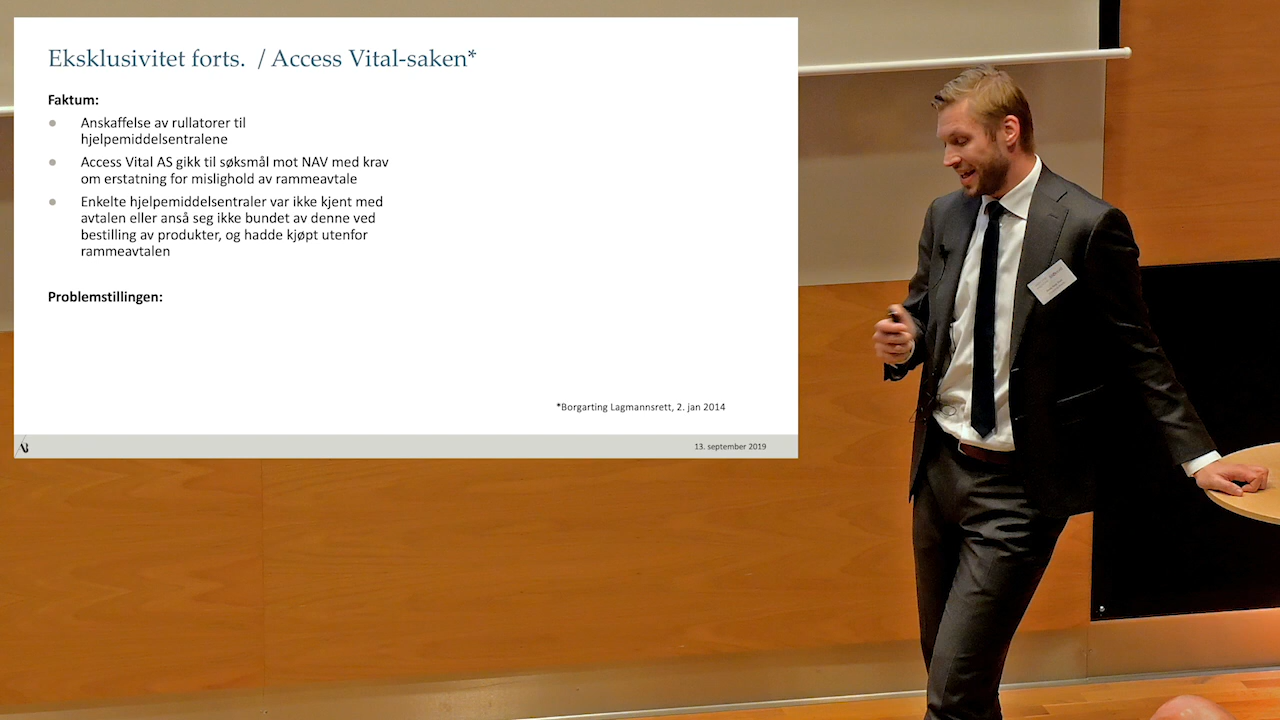 Eksklusivitet forts. / Access Vital-saken*
Faktum:
Anskaffelse av rullatorer til
hjelpemiddelsentralene
Access Vital AS gikk til søksmål mot NAV med krav
om erstatning for mislighold av rammeavtale
Enkelte hjelpemiddelsentraler var ikke kjent med
avtalen eller anså seg ikke bundet av denne ved
bestilling av produkter, og hadde kjøpt utenfor
rammeavtalen
Problemstillingen:
*Borgarting Lagmannsrett, 2. jan 2014
13. september 2019